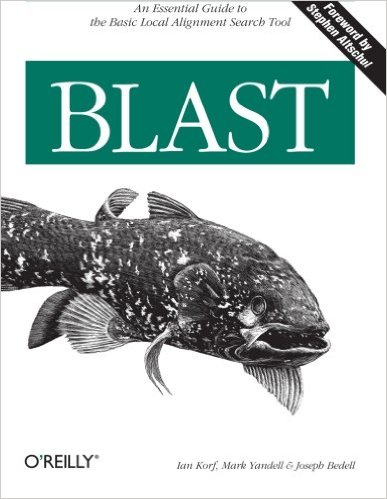 An Essential Guide to
the Basic Local Alignment Search Tool
Foreword by
Stephen Altschul
BLAST
O'REILLY®
Ian Korf, Mark Yandell & Joseph Bedell